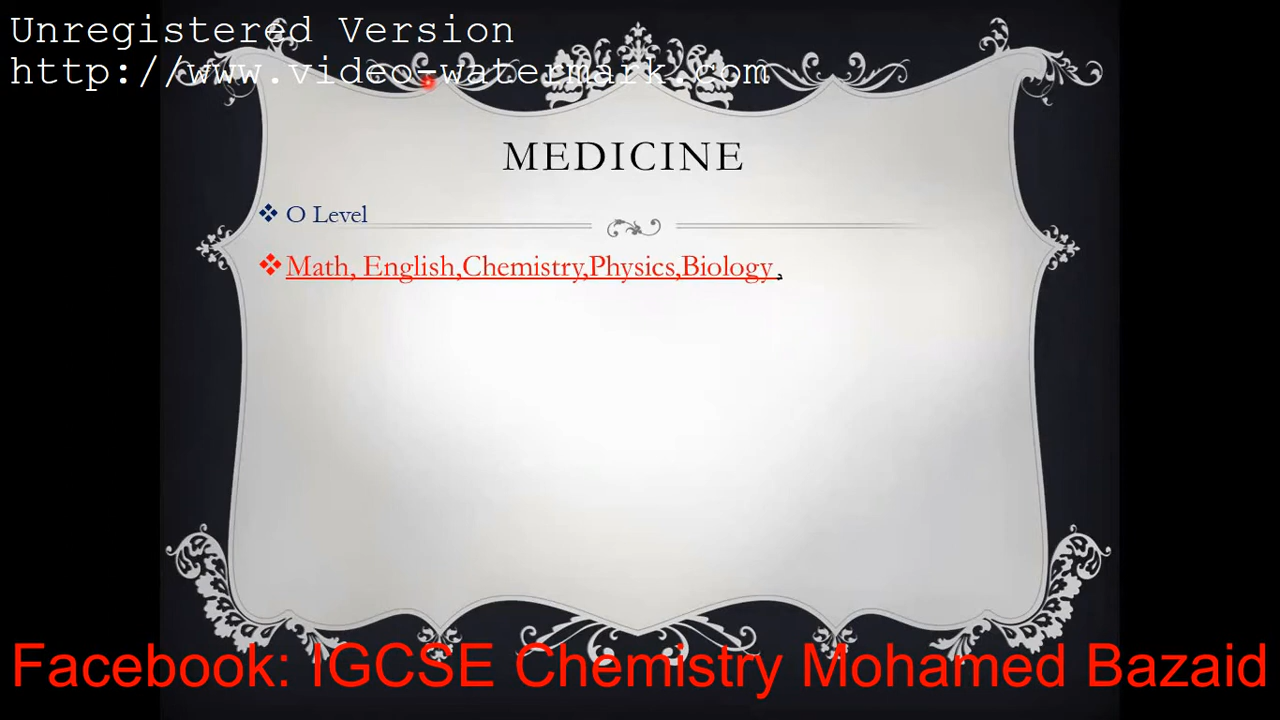 Unregistered Version
http://www.video-watermark.com
MEDICINE
O Level
Math, English,Chemistry,Physics,Biology ,
Facebook: IGCSE Chemistry Mohamed Bazaid